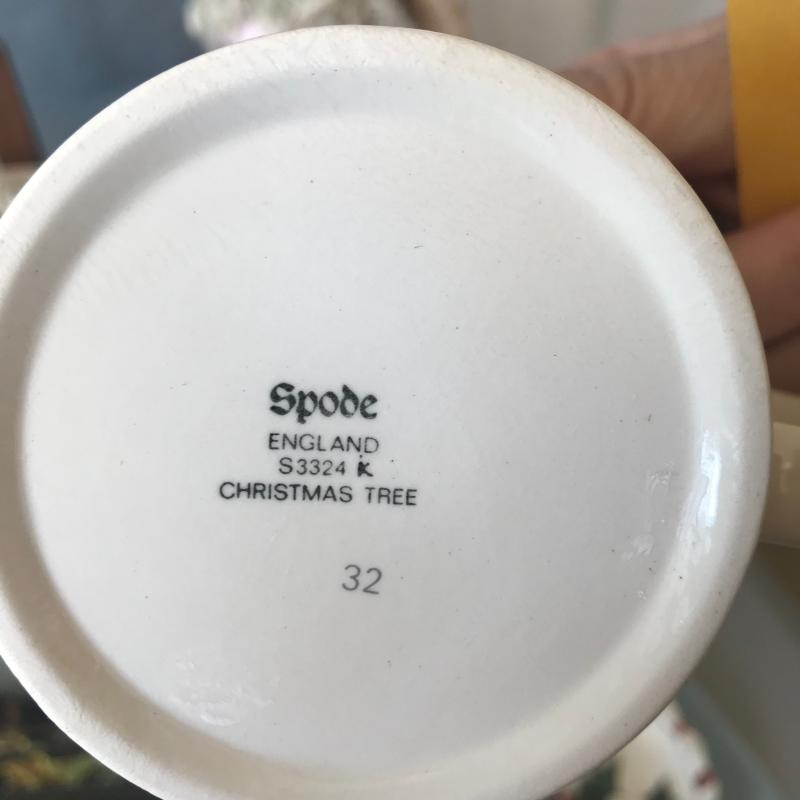 Spode
ENGLAND
S3324 K
CHRISTMAS TREE
32